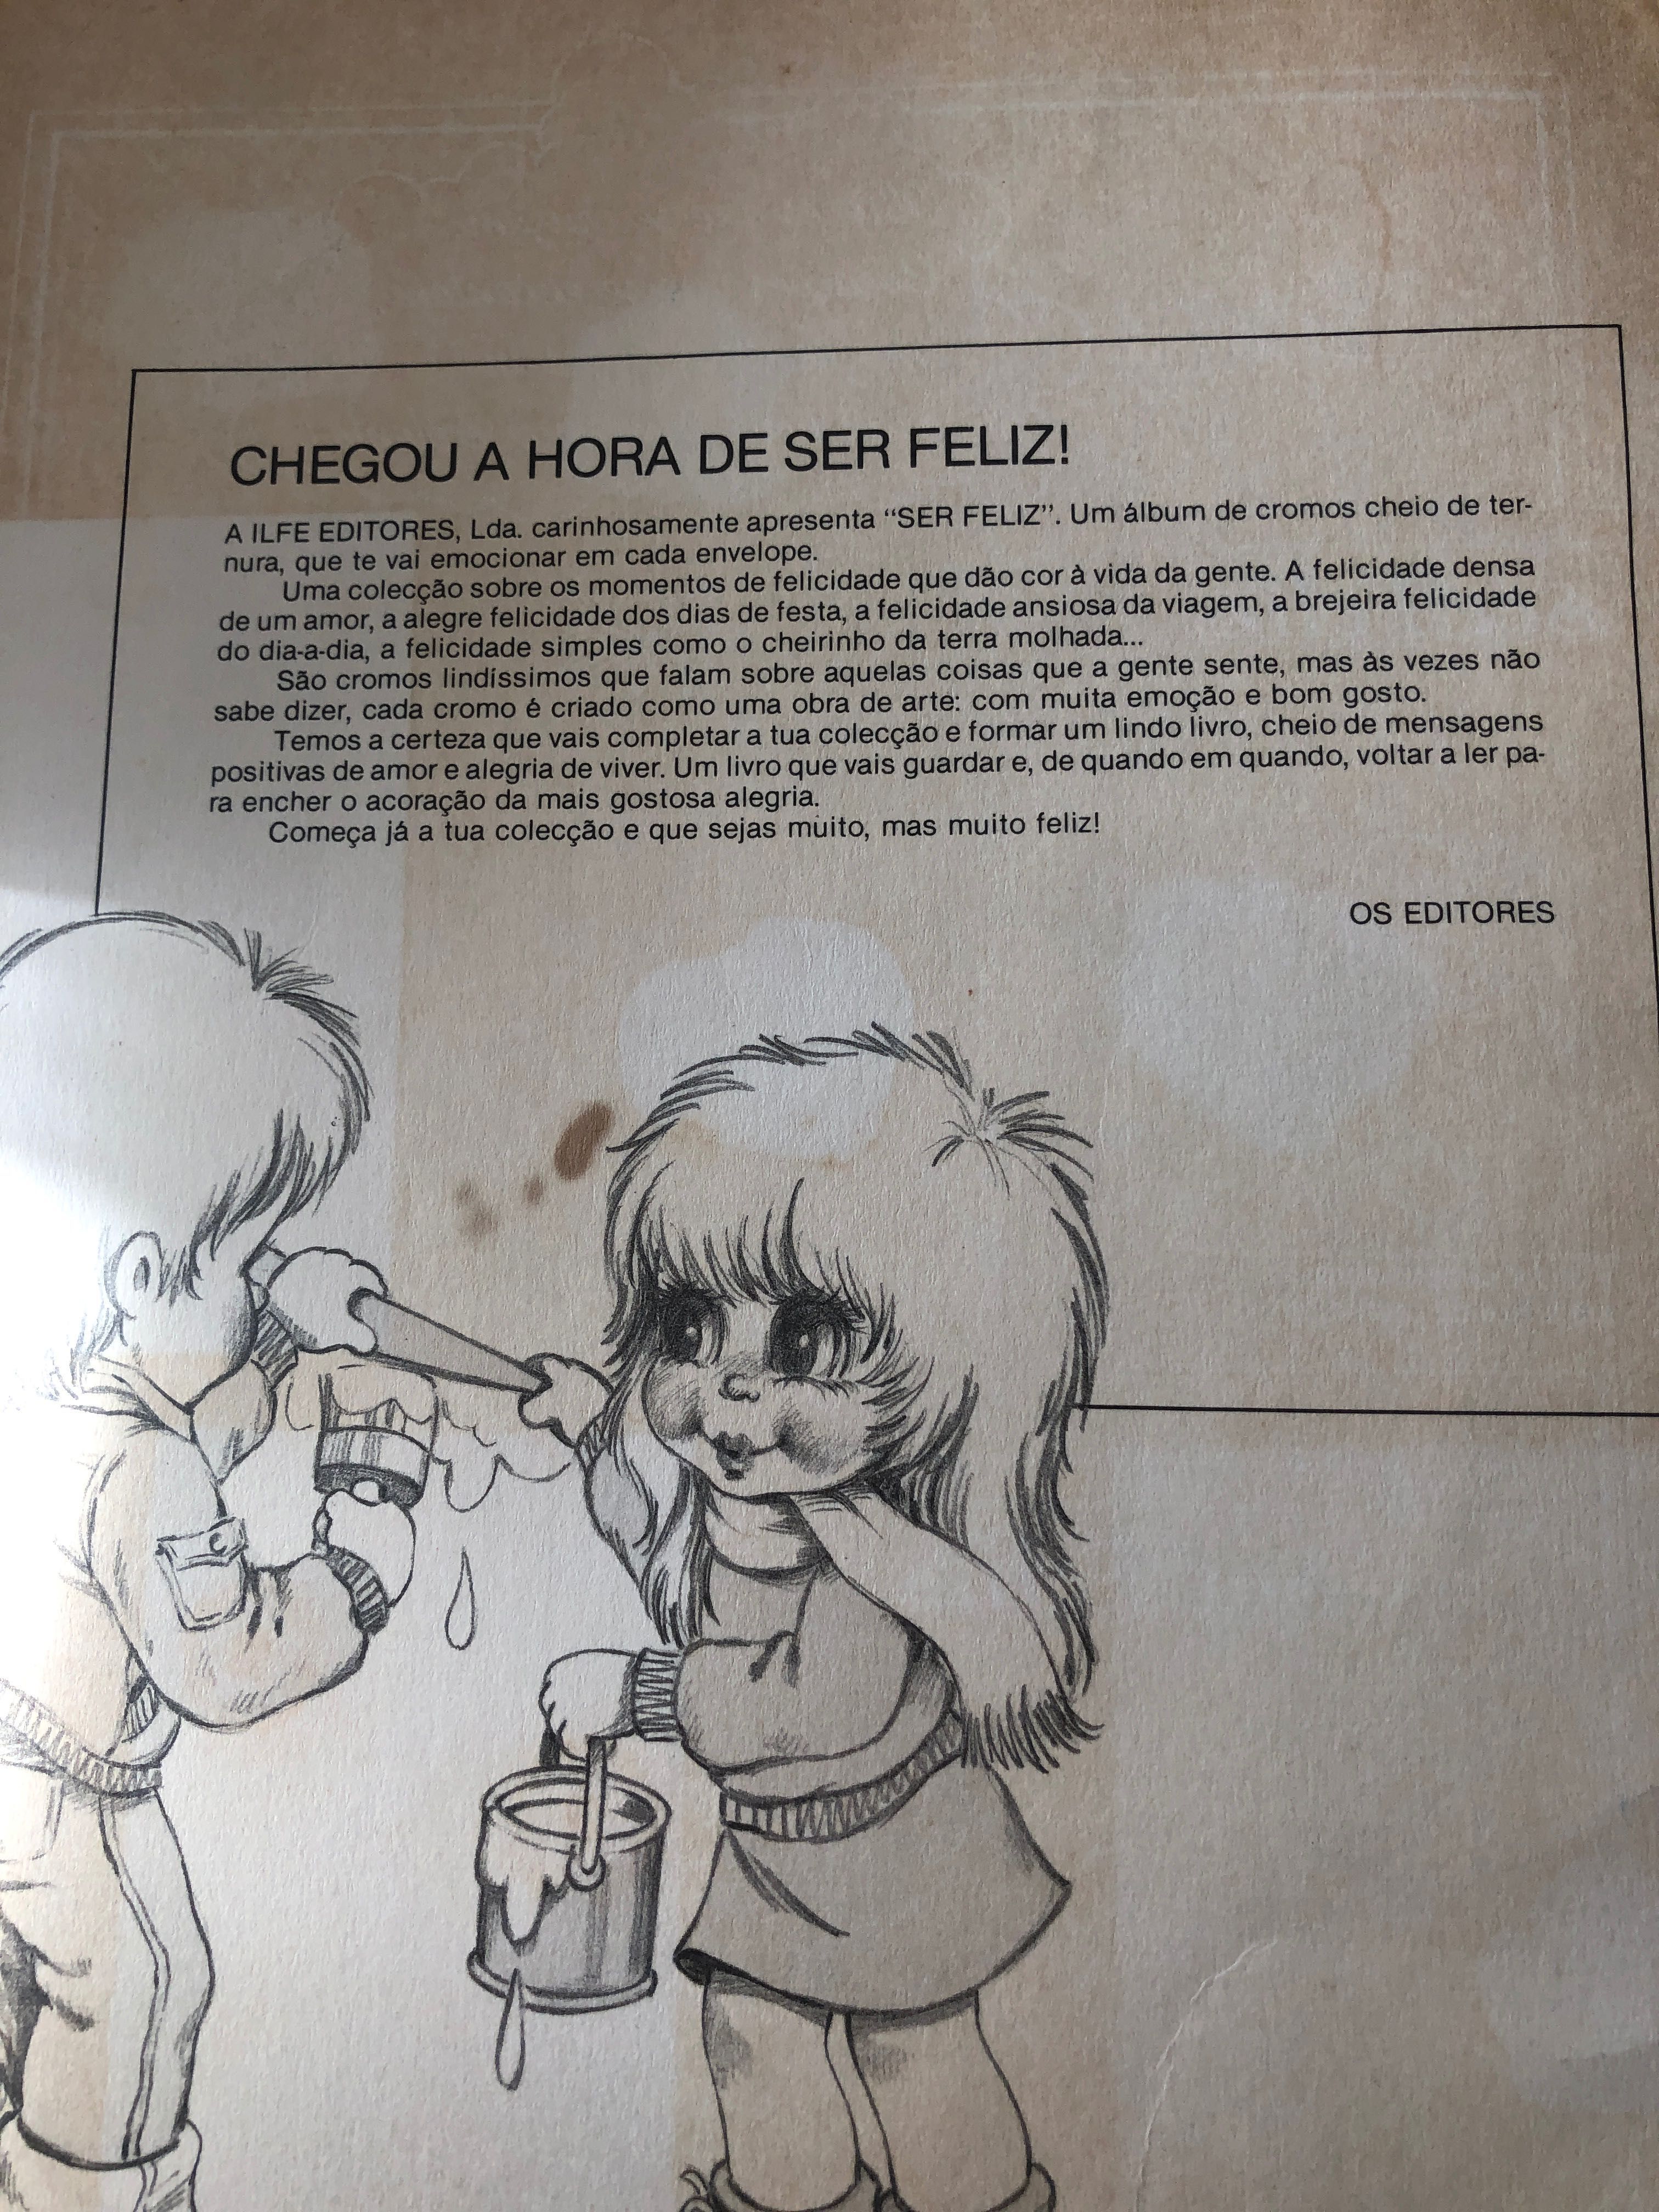 CHEGOU A HORA DE SER FELIZ!
A ILFE EDITORES, Lda. carinhosamente apresenta “SER FELIZ”. Um álbum de cromos cheio de ter-
nura, que te vai emocionar em cada envelope.
Uma colecção sobre os momentos de felicidade que dão cor à vida da gente. A felicidade densa
de um amor, a alegre felicidade dos dias de festa, a felicidade ansiosa da viagem, a brejeira felicidade
do dia-a-dia, a felicidade simples como o cheirinho da terra molhada...
São cromos lindíssimos que falam sobre aquelas coisas que a gente sente, mas às vezes não
sabe dizer, cada cromo é criado como uma obra de arte: com muita emoção e bom gosto.
Temos a certeza que vais completar a tua colecção e formar um lindo livro, cheio de mensagens
positivas de amor e alegria de viver. Um livro que vais guardar e, de quando em quando, voltar a ler pa-
ra encher o acoração da mais gostosa alegria.
Começa já a tua colecção e que sejas muito, mas muito feliz!
OS EDITORES